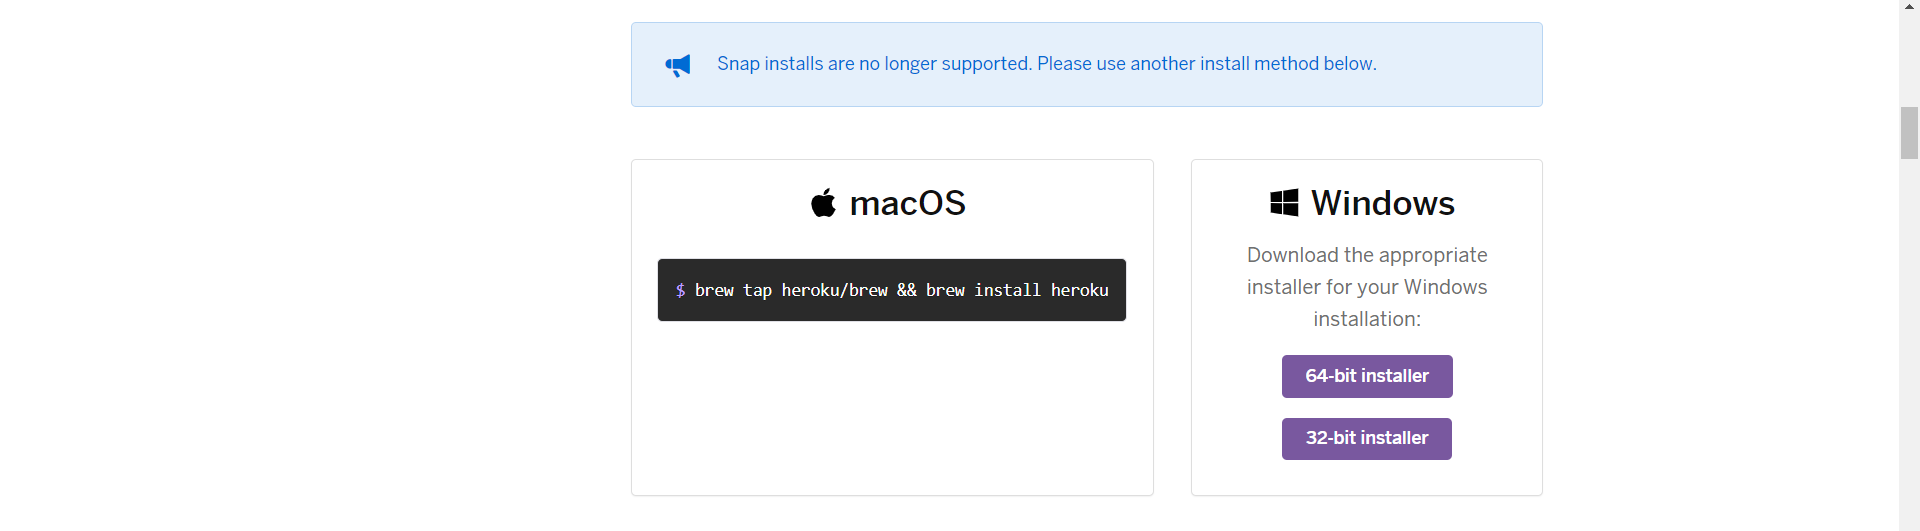 Snap installs are no longer supported. Please use another install method below.
macOS
$ brew tap heroku/brew && brew install heroku
Windows
Download the appropriate
installer for your Windows
installation:
64-bit installer
32-bit installer